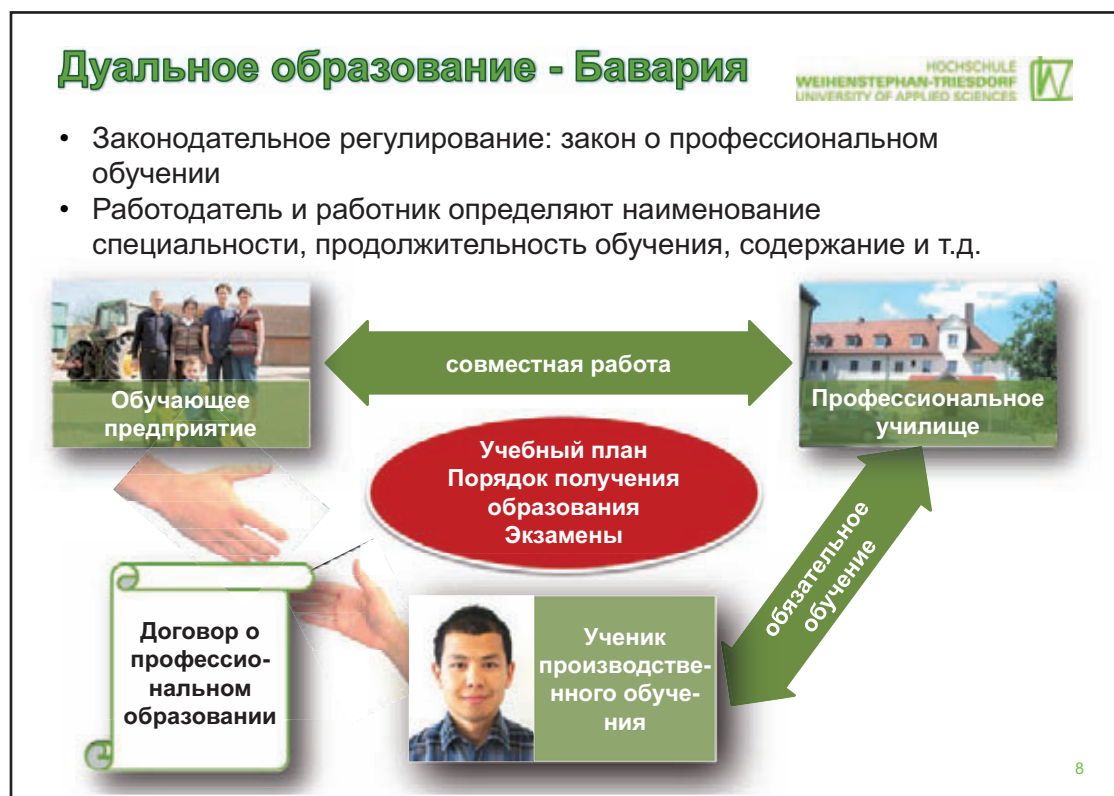 Дуальное образование - Бавария
HOCHSCHULE
WEIHENSTEPHAN-TRIESDORF
UNIVERSITY OF APPLIED SCIENCES
• Законодательное регулирование: закон о профессиональном
обучении
• Работодатель и работник определяют наименование
специальности, продолжительность обучения, содержание и т.д.
совместная работа
Обучающее
предприятие
Профессиональное
училище
Учебный план
Порядок получения
образования
Экзамены
обязательное
обучение
Договор о
профессио-
нальном
образовании
Ученик
производстве-
нного обуче-
ния
8